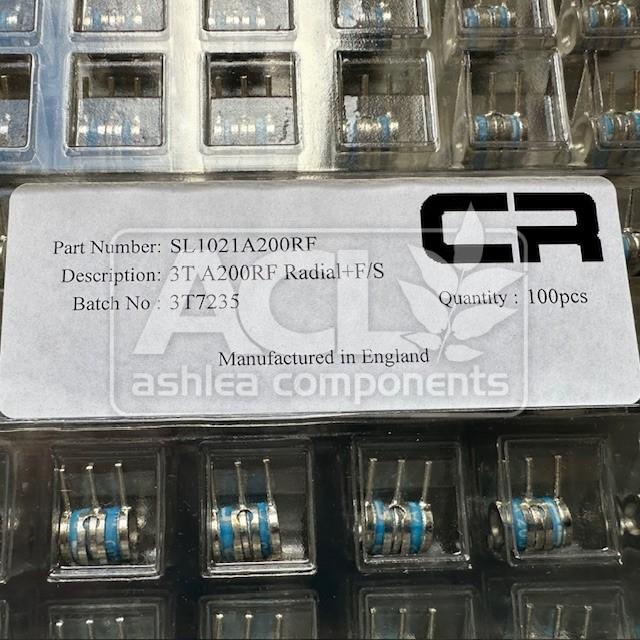 CR
Part Number: SL1021A200RF
Description: 3T A200RF Radial+F/S
Batch No : 3T7235
Quantity : 100pcs
Manufactured in England
ACL
ashlea components